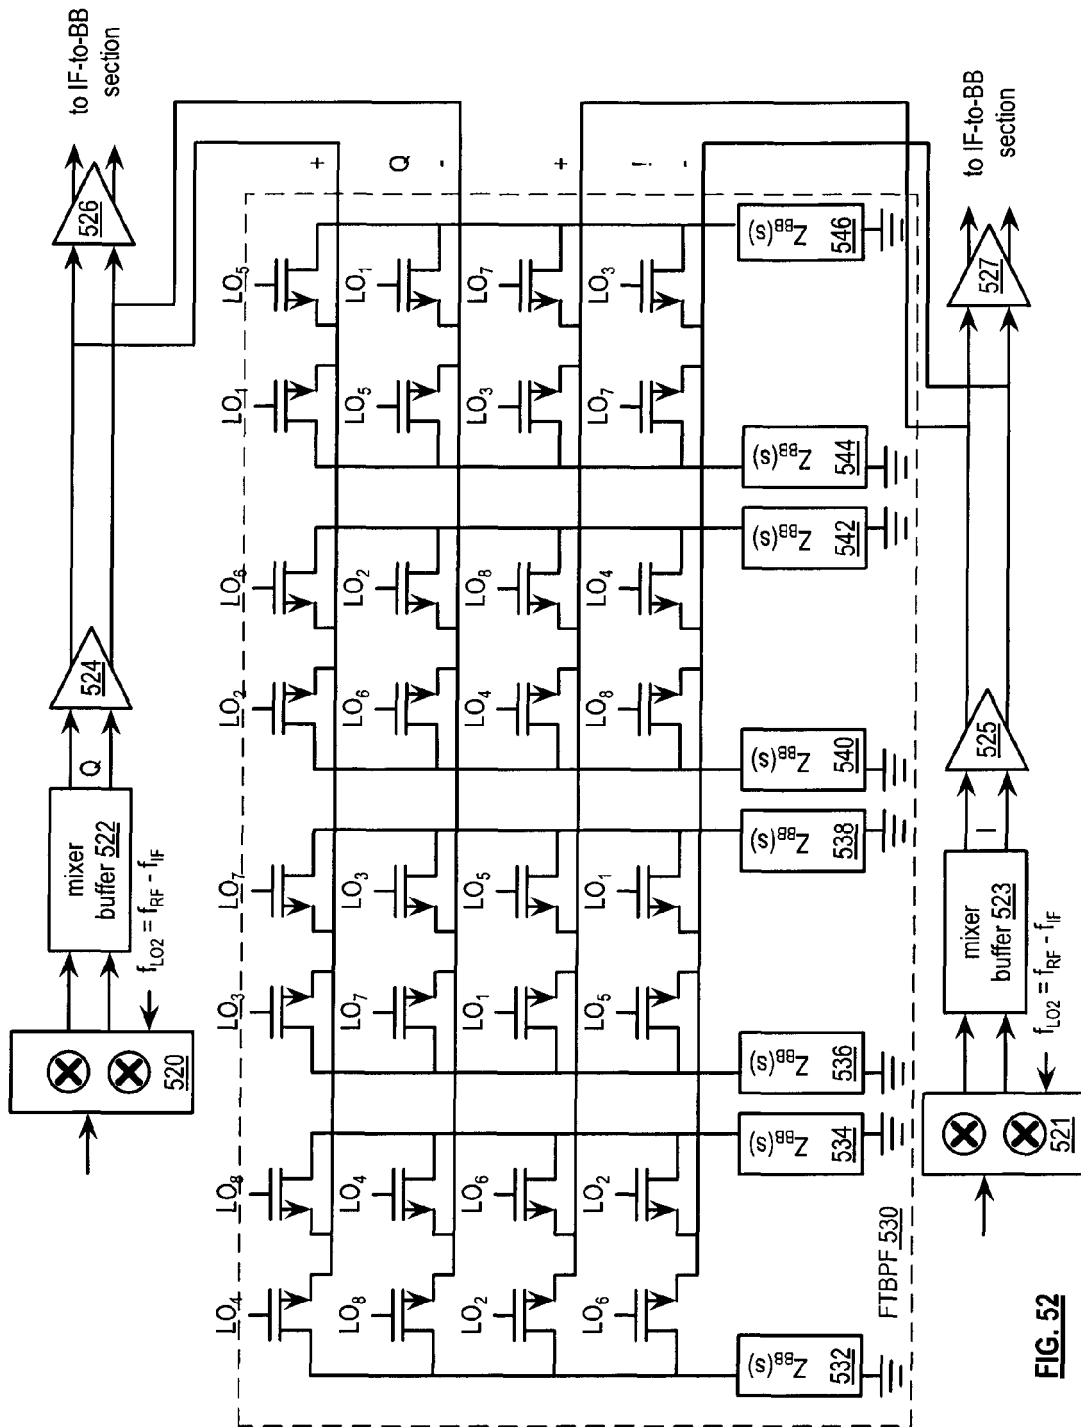 to IF-to-BB
section
526
524
Q
mixer
buffer 522
f_LO2 = f_RF - f_IF
520
+
Q
-
+
I
-
LO4
LO8
LO3
LO7
LO2
LO6
LO1
LO5
LO8
LO4
LO7
LO3
LO6
LO2
LO5
LO1
LO2
LO6
LO1
LO5
LO4
LO8
LO3
LO7
LO6
LO2
LO5
LO1
LO8
LO4
LO7
LO3
Z_BB(s)
532
Z_BB(s)
534
Z_BB(s)
536
Z_BB(s)
538
Z_BB(s)
540
Z_BB(s)
542
Z_BB(s)
544
Z_BB(s)
546
FTBPF 530
521
f_LO2 = f_RF - f_IF
mixer
buffer 523
I
525
527
to IF-to-BB
section
FIG. 52